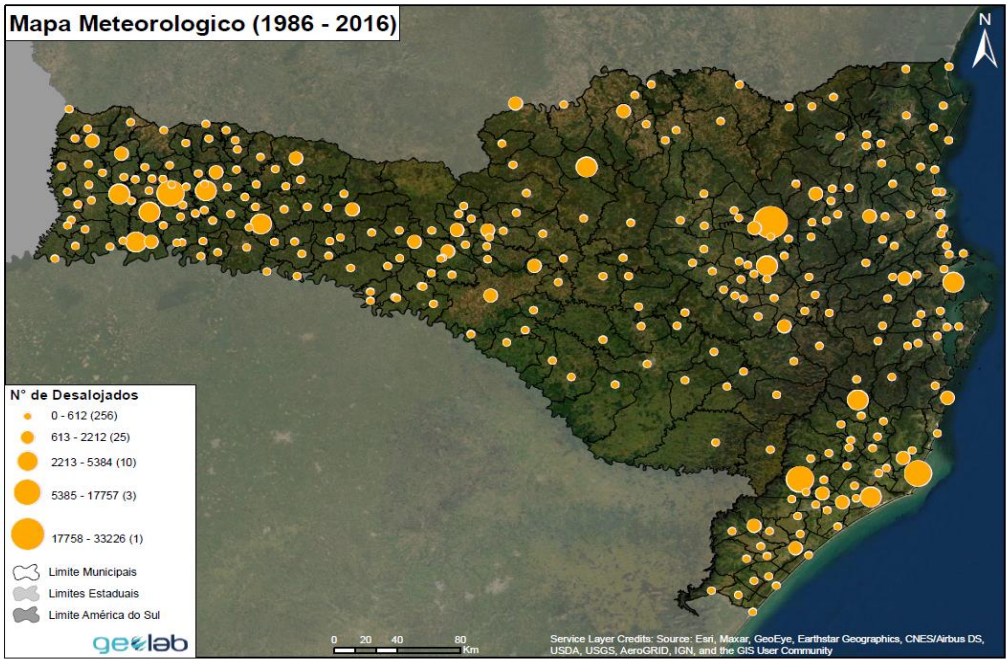 Mapa Meteorologico (1986 - 2016)
N
N° de Desalojados
0 - 612 (256)
613 - 2212 (25)
2213 - 5384 (10)
5385 - 17757 (3)
17758 - 33226 (1)
Limite Municipais
Limites Estaduais
Limite América do Sul
geolab
0 20 40 80
Km
Service Layer Credits: Source: Esri, Maxar, GeoEye, Earthstar Geographics, CNES/Airbus DS,
USDA, USGS, AeroGRID, IGN, and the GIS User Community